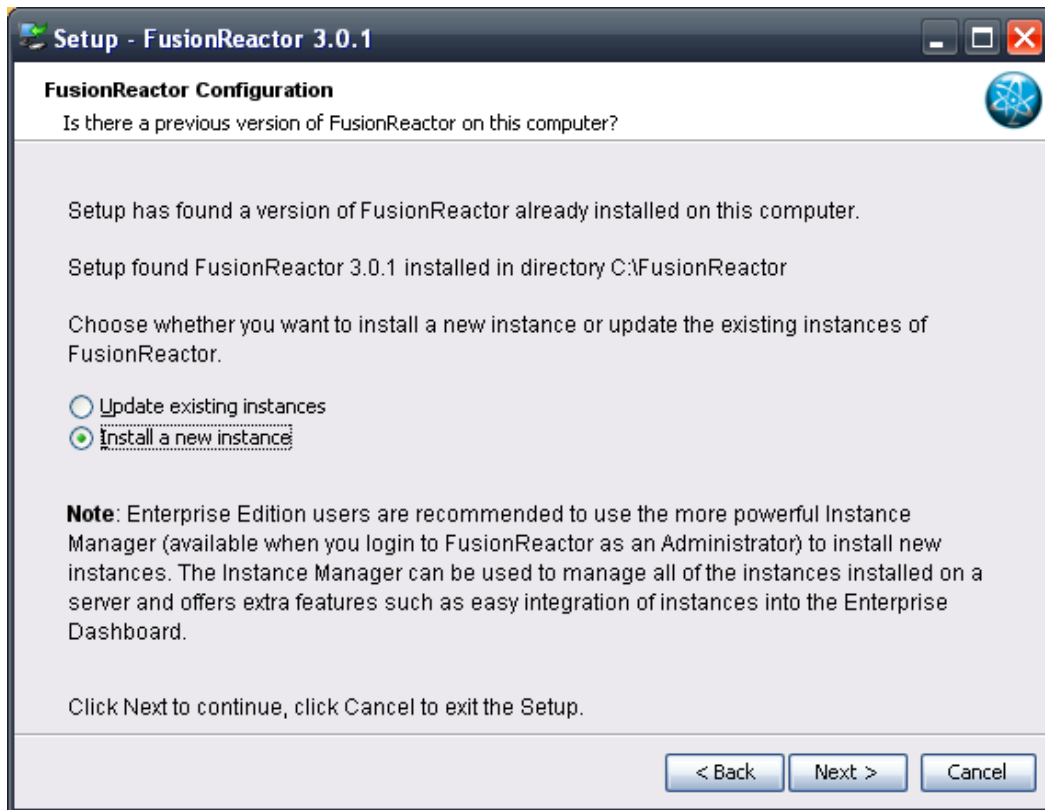 Setup - FusionReactor 3.0.1
FusionReactor Configuration
Is there a previous version of FusionReactor on this computer?
Setup has found a version of FusionReactor already installed on this computer.
Setup found FusionReactor 3.0.1 installed in directory C:\FusionReactor
Choose whether you want to install a new instance or update the existing instances of
FusionReactor.
Update existing instances
Install a new instance
Note: Enterprise Edition users are recommended to use the more powerful Instance
Manager (available when you login to FusionReactor as an Administrator) to install new
instances. The Instance Manager can be used to manage all of the instances installed on a
server and offers extra features such as easy integration of instances into the Enterprise
Dashboard.
Click Next to continue, click Cancel to exit the Setup.
< Back Next > Cancel